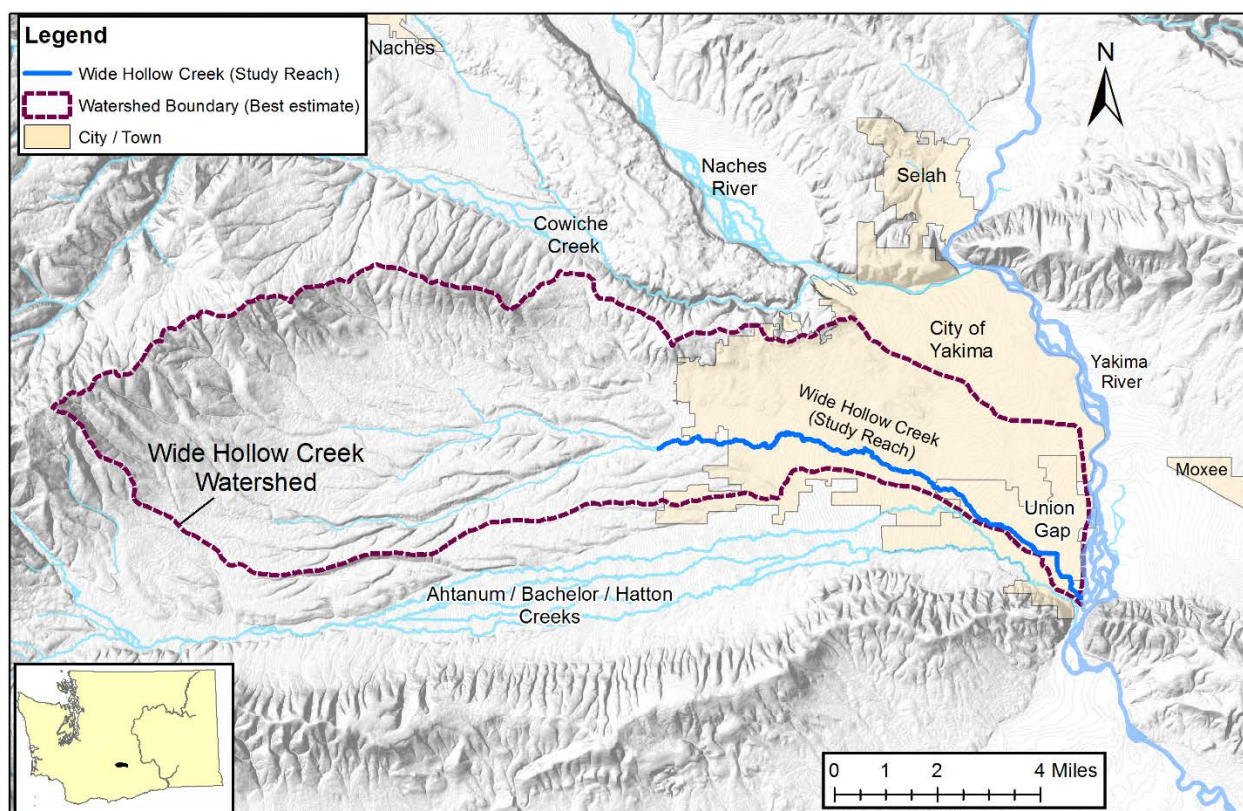 Legend
Wide Hollow Creek (Study Reach)
Watershed Boundary (Best estimate)
City / Town
Naches
N
Naches
River
Selah
Cowiche
Creek
City of
Yakima
Yakima
River
Wide Hollow Creek
(Study Reach)
Wide Hollow Creek
Watershed
Moxee
Union
Gap
Ahtanum / Bachelor / Hatton
Creeks
0 1 2 4 Miles